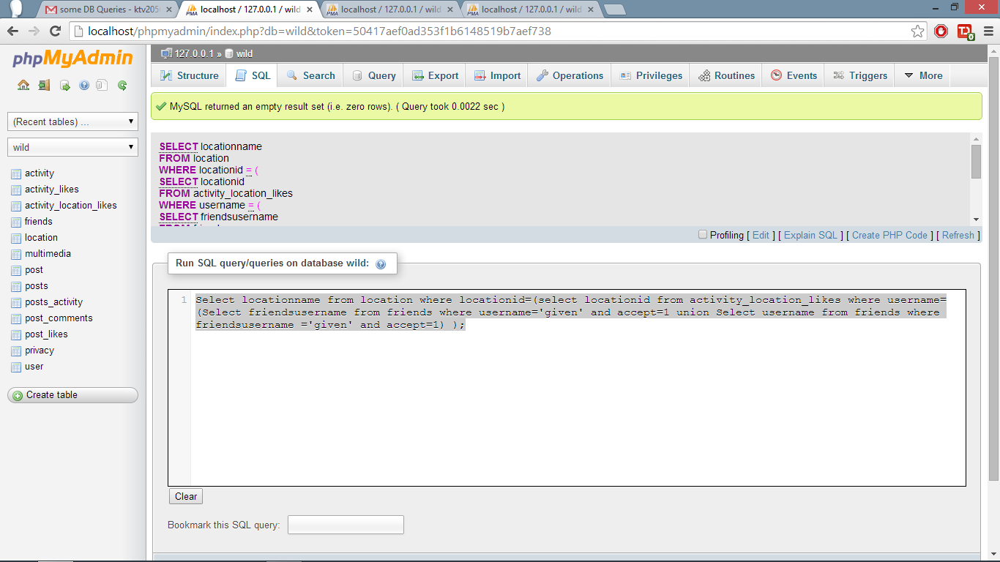 some DB Queries - ktv205
localhost / 127.0.0.1 / wild
localhost / 127.0.0.1 / wild
localhost / 127.0.0.1 / wild
localhost/phpmyadmin/index.php?db=wild&token=50417aef0ad353f1b6148519b7aef738
phpMyAdmin
(Recent tables) ...
wild
activity
activity_likes
activity_location_likes
friends
location
multimedia
post
posts
posts_activity
post_comments
post_likes
privacy
user
Create table
127.0.0.1 » wild
Structure
SQL
Search
Query
Export
Import
Operations
Privileges
Routines
Events
Triggers
More
MySQL returned an empty result set (i.e. zero rows). ( Query took 0.0022 sec )
SELECT locationname
FROM location
WHERE locationid = (
SELECT locationid
FROM activity_location_likes
WHERE username = (
SELECT friendsusername
Profiling [ Edit ] [ Explain SQL ] [ Create PHP Code ] [ Refresh ]
Run SQL query/queries on database wild:
1
Select locationname from location where locationid=(select locationid from activity_location_likes where username=
(Select friendsusername from friends where username='given' and accept=1 union Select username from friends where
friendsusername ='given' and accept=1) );
Clear
Bookmark this SQL query: